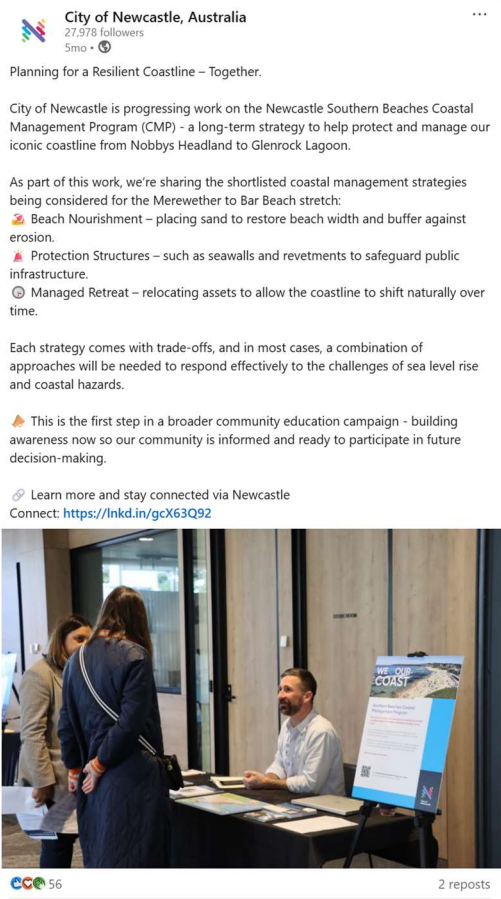 City of Newcastle, Australia
27,978 followers
5mo •
Planning for a Resilient Coastline – Together.
City of Newcastle is progressing work on the Newcastle Southern Beaches Coastal
Management Program (CMP) - a long-term strategy to help protect and manage our
iconic coastline from Nobbys Headland to Glenrock Lagoon.
As part of this work, we're sharing the shortlisted coastal management strategies
being considered for the Merewether to Bar Beach stretch:
🏖️ Beach Nourishment – placing sand to restore beach width and buffer against
erosion.
🚨 Protection Structures – such as seawalls and revetments to safeguard public
infrastructure.
Managed Retreat – relocating assets to allow the coastline to shift naturally over
time.
Each strategy comes with trade-offs, and in most cases, a combination of
approaches will be needed to respond effectively to the challenges of sea level rise
and coastal hazards.
📣 This is the first step in a broader community education campaign - building
awareness now so our community is informed and ready to participate in future
decision-making.
🔗 Learn more and stay connected via Newcastle
Connect: https://lnkd.in/gcX63Q92
WE OUR
COAST
Southern Beaches Coastal
Management Program
56
2 reposts